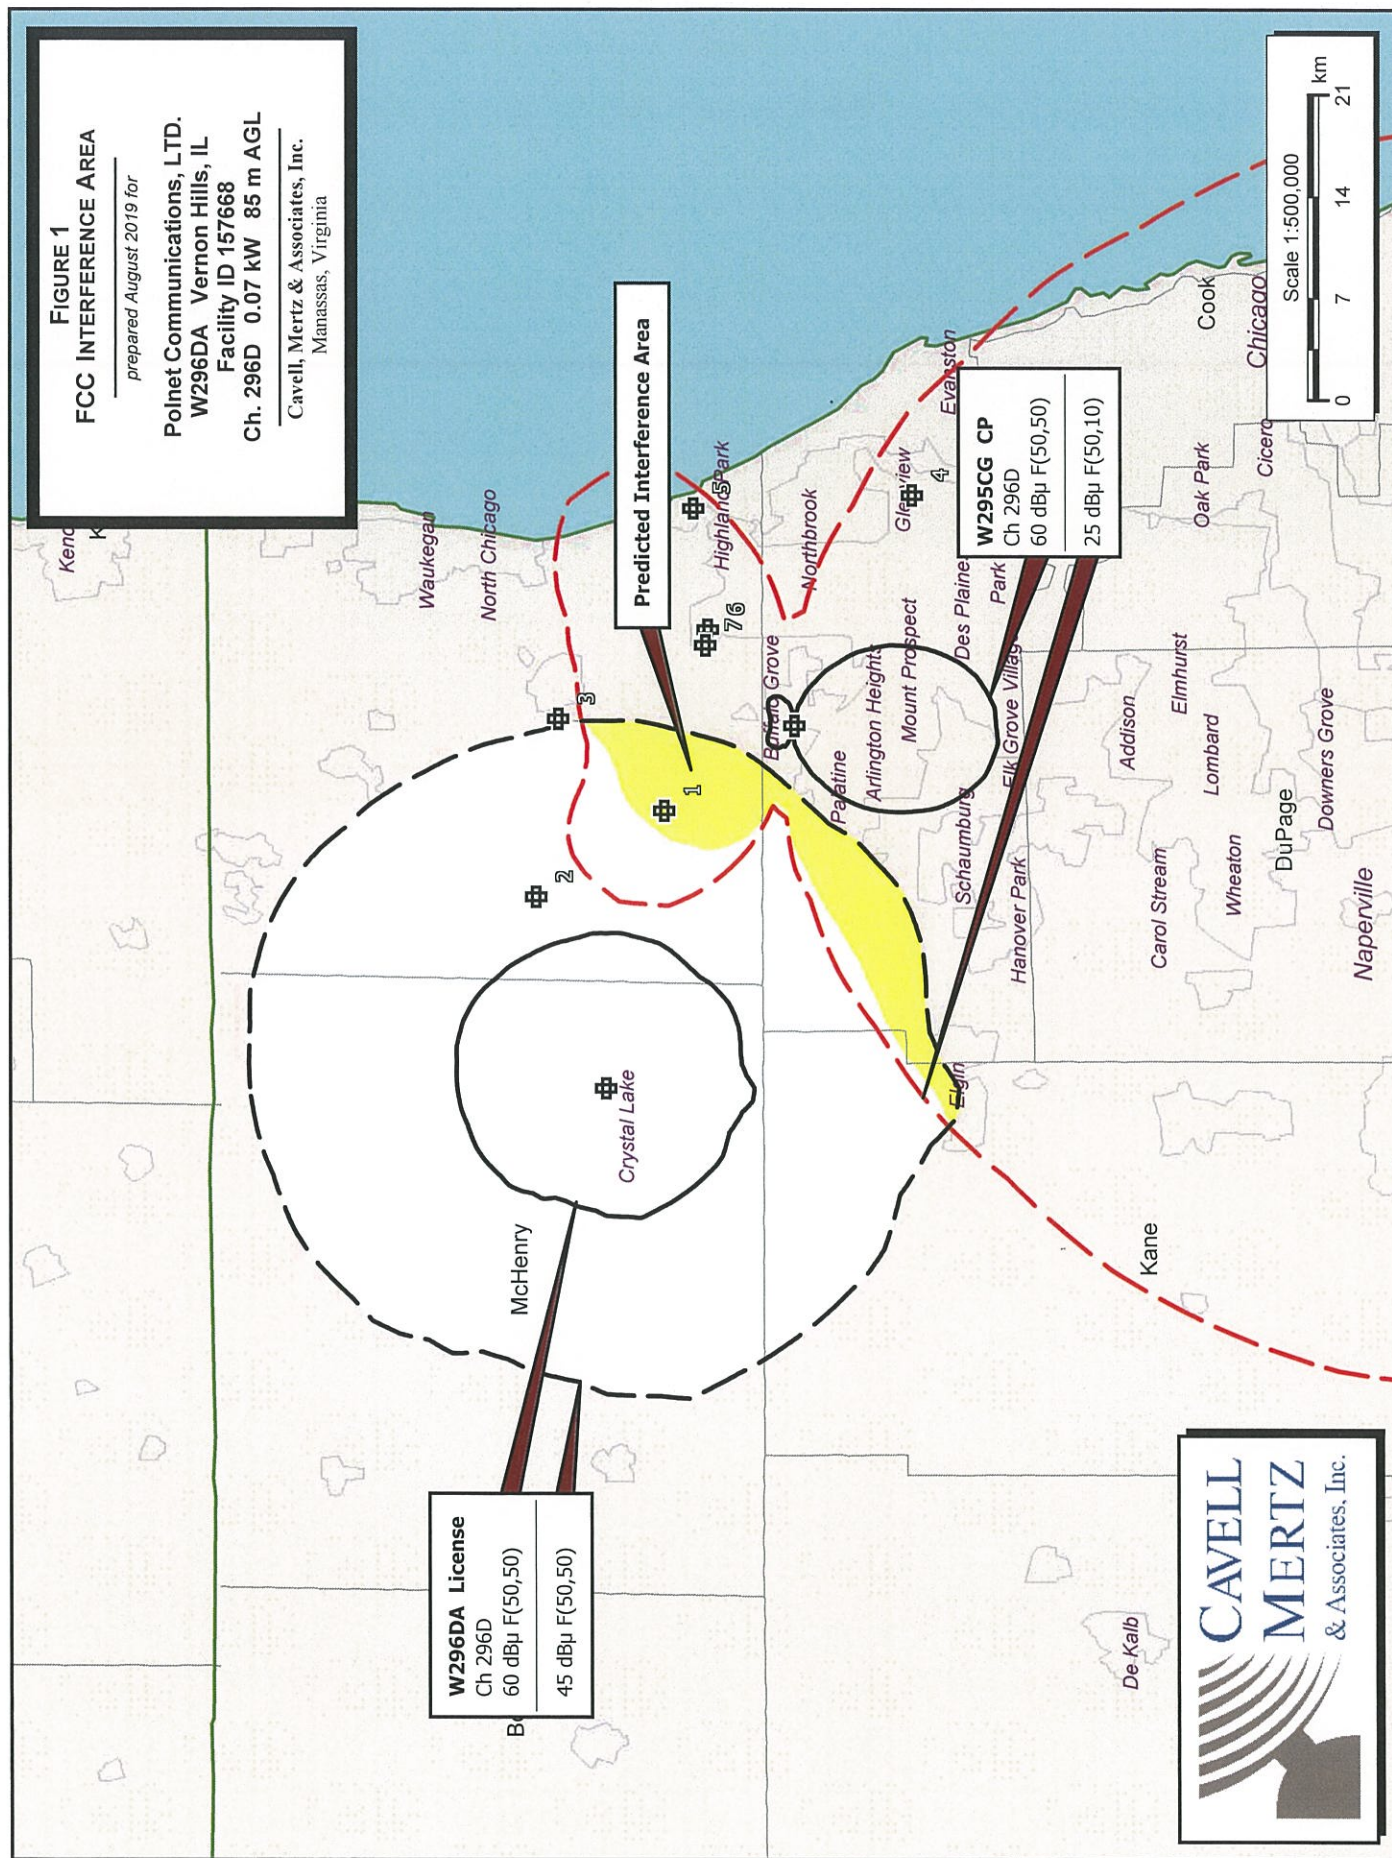 FIGURE 1
FCC INTERFERENCE AREA
prepared August 2019 for
Polnet Communications, LTD.
W296DA Vernon Hills, IL
Facility ID 157668
Ch. 296D 0.07 kW 85 m AGL
Cavell, Mertz & Associates, Inc.
Manassas, Virginia
Waukegan
North Chicago
3
2
McHenry
W296DA License
Ch 296D
60 dBµ F(50,50)
45 dBµ F(50,50)
Crystal Lake
1
Predicted Interference Area
5
Highland Park
7
6
Buffalo Grove
Northbrook
Palatine
Arlington Heights
Mount Prospect
4
Evanston
Elgin
Schaumburg
Des Plaines
Park
W295CG CP
Ch 296D
60 dBµ F(50,50)
25 dBµ F(50,10)
Hanover Park
Elk Grove Village
Kane
De Kalb
Carol Stream
Addison
Elmhurst
Wheaton
Lombard
Oak Park
Cook
Cicero
Chicago
DuPage
Downers Grove
Naperville
Scale 1:500,000
0
7
14
21
km
CAVELL
MERTZ
& Associates, Inc.